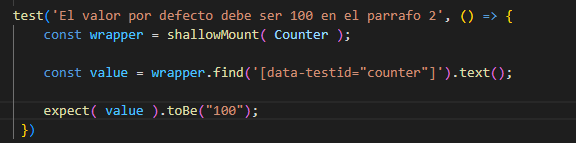 test('El valor por defecto debe ser 100 en el parrafo 2', () => {
const wrapper = shallowMount( Counter );
const value = wrapper.find('[data-testid="counter"]').text();
expect( value ).toBe("100");
})